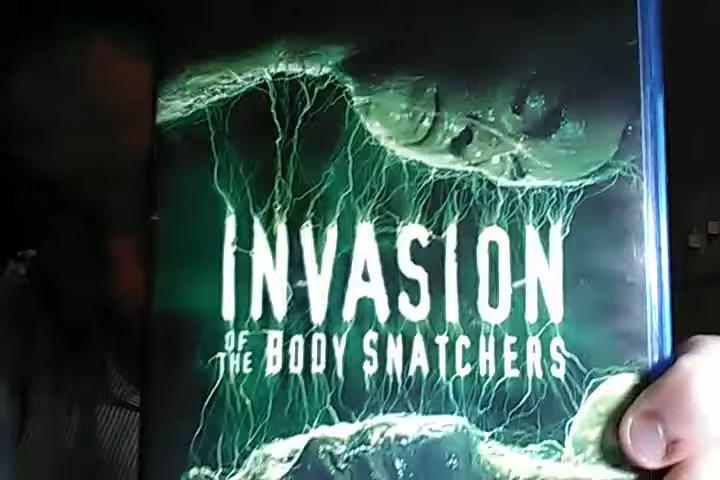 INVASION
OF THE BODY SNATCHERS